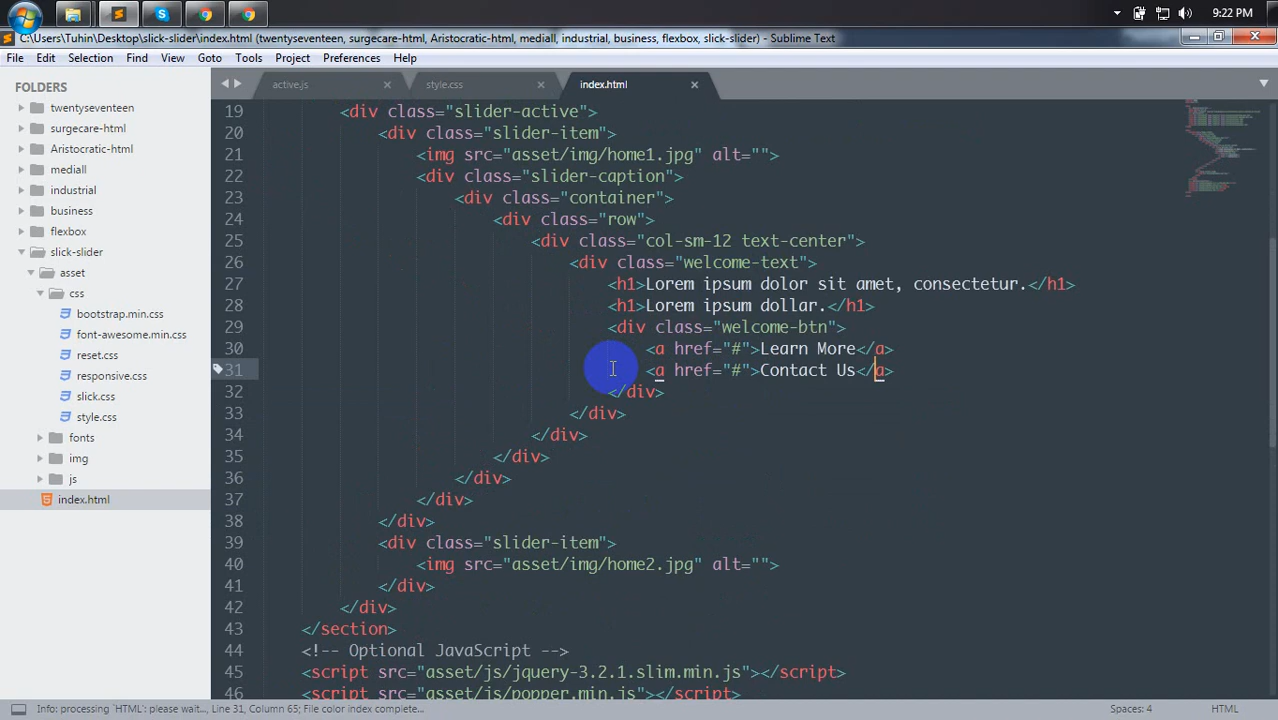 9:22 PM
C:\Users\Tuhin\Desktop\slick-slider\index.html (twentyseventeen, surgecare-html, Aristocratic-html, mediall, industrial, business, flexbox, slick-slider) - Sublime Text
File Edit Selection Find View Goto Tools Project Preferences Help
FOLDERS
twentyseventeen
surgecare-html
Aristocratic-html
mediall
industrial
business
flexbox
slick-slider
asset
css
bootstrap.min.css
font-awesome.min.css
reset.css
responsive.css
slick.css
style.css
fonts
img
js
index.html
active.js style.css index.html
19 <div class="slider-active">
20 <div class="slider-item">
21 <img src="asset/img/home1.jpg" alt="">
22 <div class="slider-caption">
23 <div class="container">
24 <div class="row">
25 <div class="col-sm-12 text-center">
26 <div class="welcome-text">
27 <h1>Lorem ipsum dolor sit amet, consectetur.</h1>
28 <h1>Lorem ipsum dollar.</h1>
29 <div class="welcome-btn">
30 <a href="#">Learn More</a>
31 <a href="#">Contact Us</a>
32 </div>
33 </div>
34 </div>
35 </div>
36 </div>
37 </div>
38 </div>
39 <div class="slider-item">
40 <img src="asset/img/home2.jpg" alt="">
41 </div>
42 </div>
43 </section>
44 <!-- Optional JavaScript -->
45 <script src="asset/js/jquery-3.2.1.slim.min.js"></script>
46 <script src="asset/js/popper.min.js"></script>
Info: processing `HTML': please wait..., Line 31, Column 65; File color index complete...
Spaces: 4
HTML